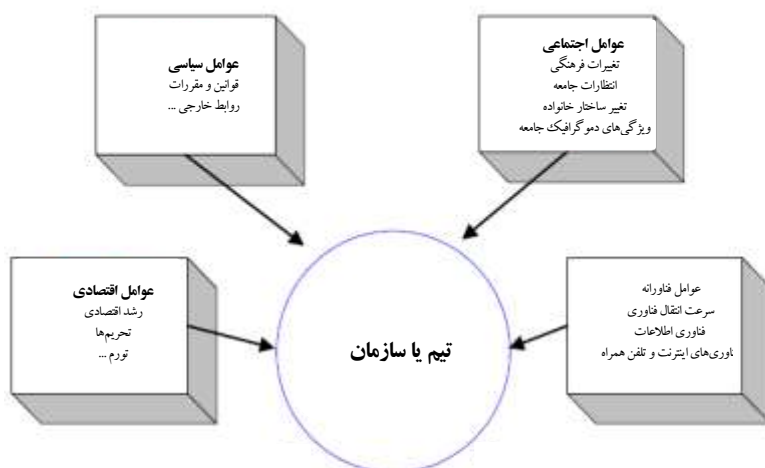 عوامل اجتماعی
تغییرات فرهنگی
انتظارات جامعه
تغییر ساختار خانواده
ویژگی‌های دموگرافیک جامعه
عوامل سیاسی
قوانین و مقررات
روابط خارجی ...
عوامل فناورانه
سرعت انتقال فناوری
فناوری اطلاعات
ناوری‌های اینترنت و تلفن همراه
تیم یا سازمان
عوامل اقتصادی
رشد اقتصادی
تحریم‌ها
تورم ...